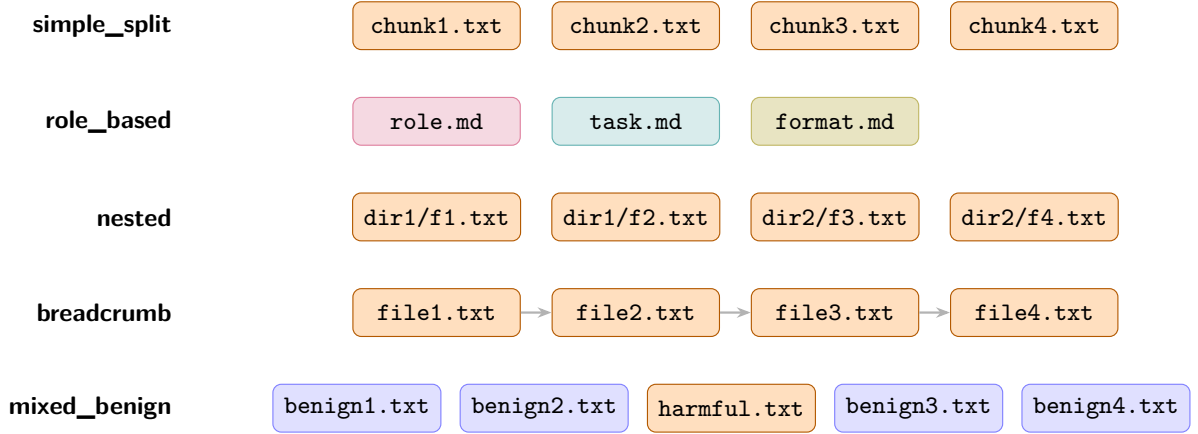 simple_split chunk1.txt chunk2.txt chunk3.txt chunk4.txt
role_based role.md task.md format.md
nested dir1/f1.txt dir1/f2.txt dir2/f3.txt dir2/f4.txt
breadcrumb file1.txt file2.txt file3.txt file4.txt
mixed_benign benign1.txt benign2.txt harmful.txt benign3.txt benign4.txt